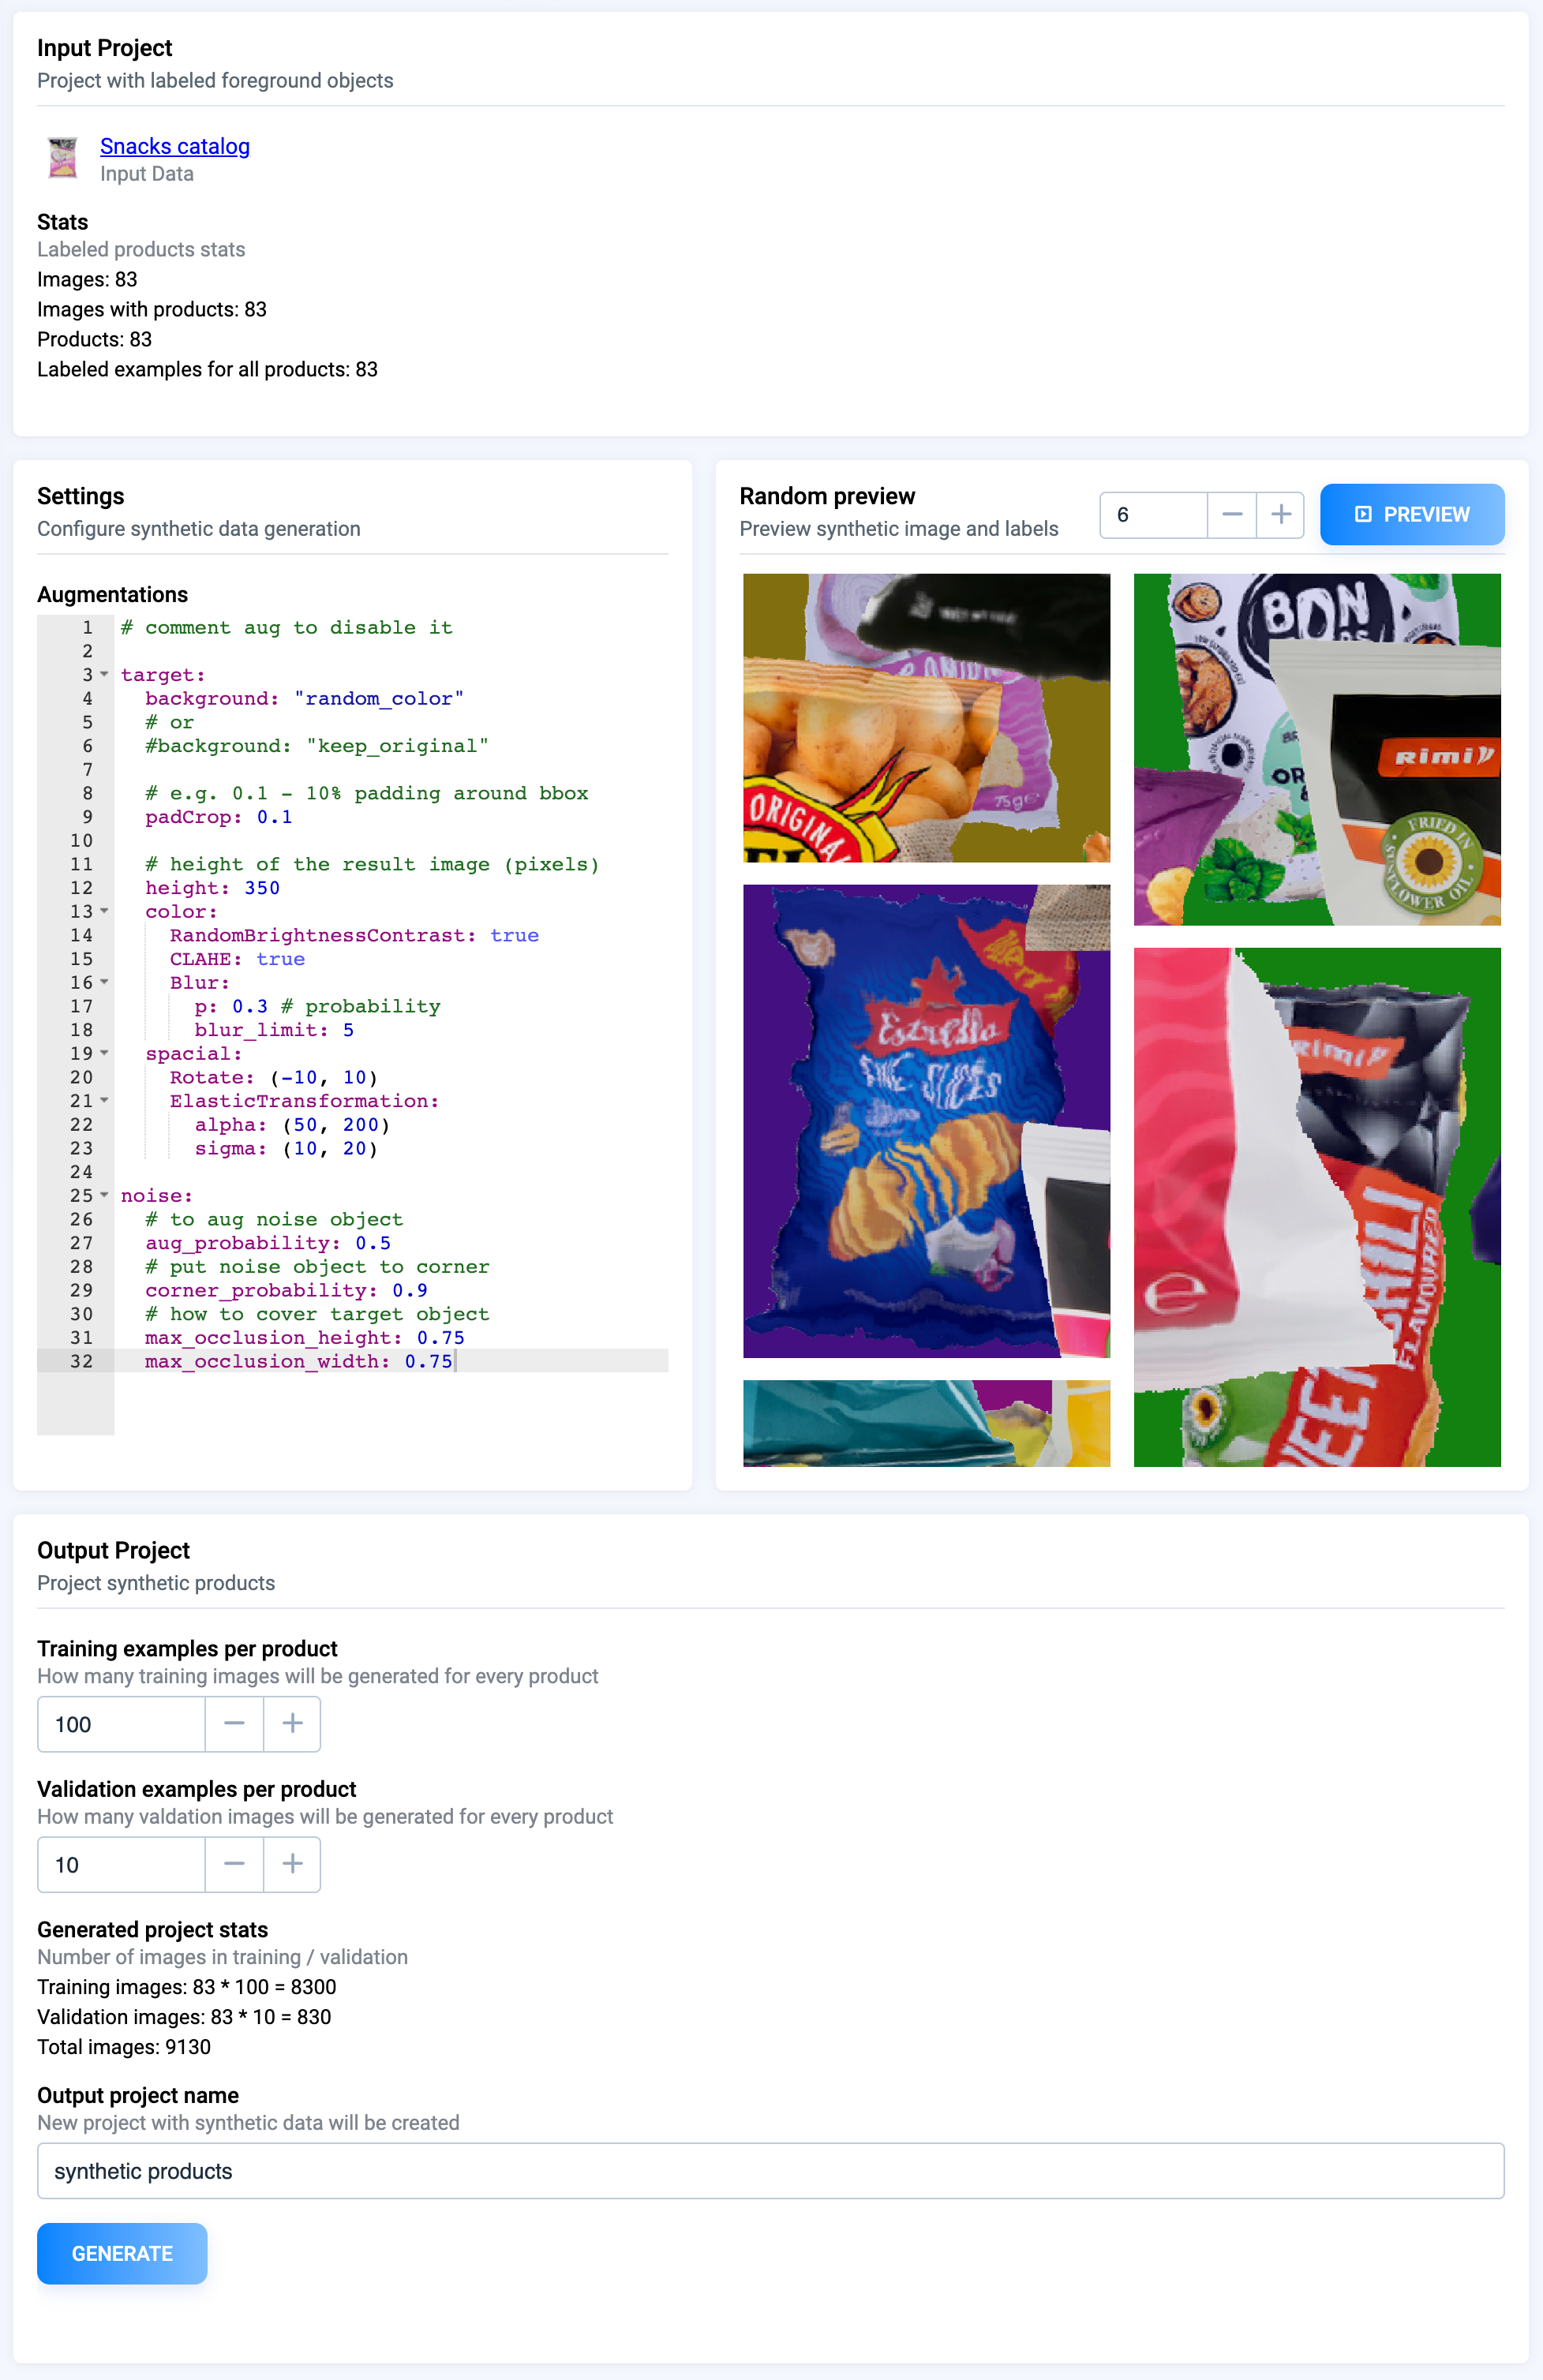 Input Project
Project with labeled foreground objects
Snacks catalog
Input Data
Stats
Labeled products stats
Images: 83
Images with products: 83
Products: 83
Labeled examples for all products: 83
Settings
Configure synthetic data generation
Augmentations
1 # comment aug to disable it
2
3 target:
4 background: "random_color"
5 # or
6 #background: "keep_original"
7
8 # e.g. 0.1 - 10% padding around bbox
9 padCrop: 0.1
10
11 # height of the result image (pixels)
12 height: 350
13 color:
14 RandomBrightnessContrast: true
15 CLAHE: true
16 Blur:
17 p: 0.3 # probability
18 blur_limit: 5
19 spacial:
20 Rotate: (-10, 10)
21 ElasticTransformation:
22 alpha: (50, 200)
23 sigma: (10, 20)
24
25 noise:
26 # to aug noise object
27 aug_probability: 0.5
28 # put noise object to corner
29 corner_probability: 0.9
30 # how to cover target object
31 max_occlusion_height: 0.75
32 max_occlusion_width: 0.75
Random preview
Preview synthetic image and labels
6
PREVIEW
75g e
ORIGINA
BON
OR
Rimi
FRIED IN
SUNFLOWER OIL
Estrella
SLICES
Rimi
e
CHILI
FLAVOURED
WEET
Output Project
Project synthetic products
Training examples per product
How many training images will be generated for every product
100
Validation examples per product
How many valdation images will be generated for every product
10
Generated project stats
Number of images in training / validation
Training images: 83 * 100 = 8300
Validation images: 83 * 10 = 830
Total images: 9130
Output project name
New project with synthetic data will be created
synthetic products
GENERATE